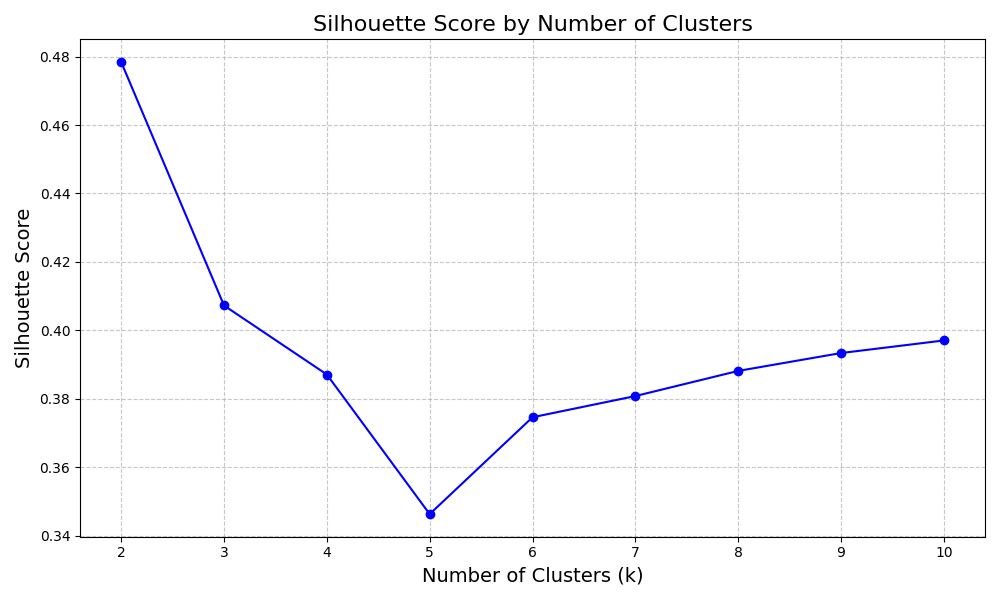 Silhouette Score by Number of Clusters
Silhouette Score
0.48
0.46
0.44
0.42
0.40
0.38
0.36
0.34
2 3 4 5 6 7 8 9 10
Number of Clusters (k)